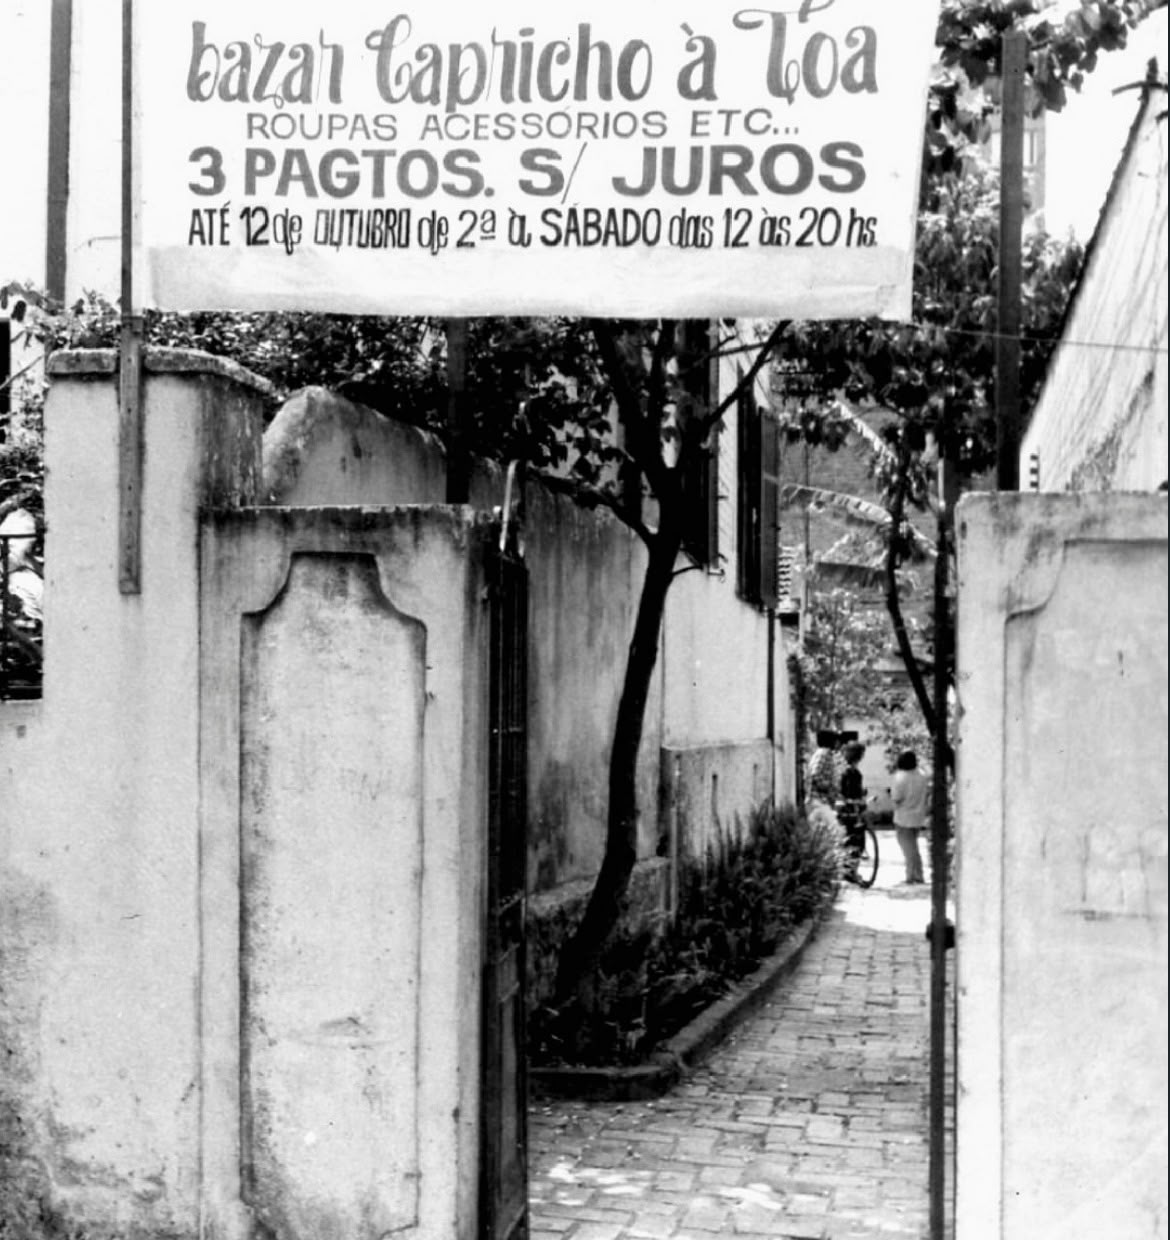 bazar Capricho à Toa
ROUPAS ACESSÓRIOS ETC...
3 PAGTOS. S/ JUROS
ATÉ 12 de OUTUBRO de 2ª à SÁBADO das 12 às 20 hs.